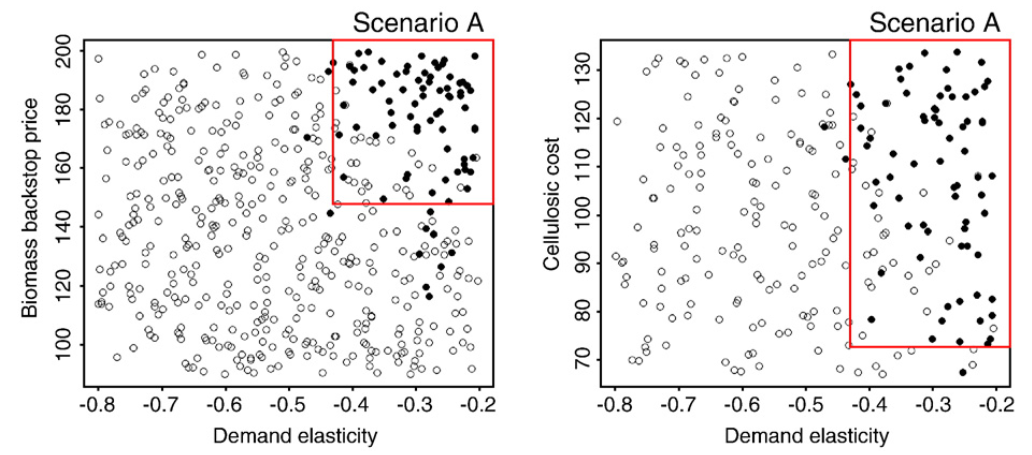 Scenario A
Biomass backstop price
200
180
160
140
120
100
-0.8 -0.7 -0.6 -0.5 -0.4 -0.3 -0.2
Demand elasticity
Scenario A
Cellulosic cost
130
120
110
100
90
80
70
-0.8 -0.7 -0.6 -0.5 -0.4 -0.3 -0.2
Demand elasticity